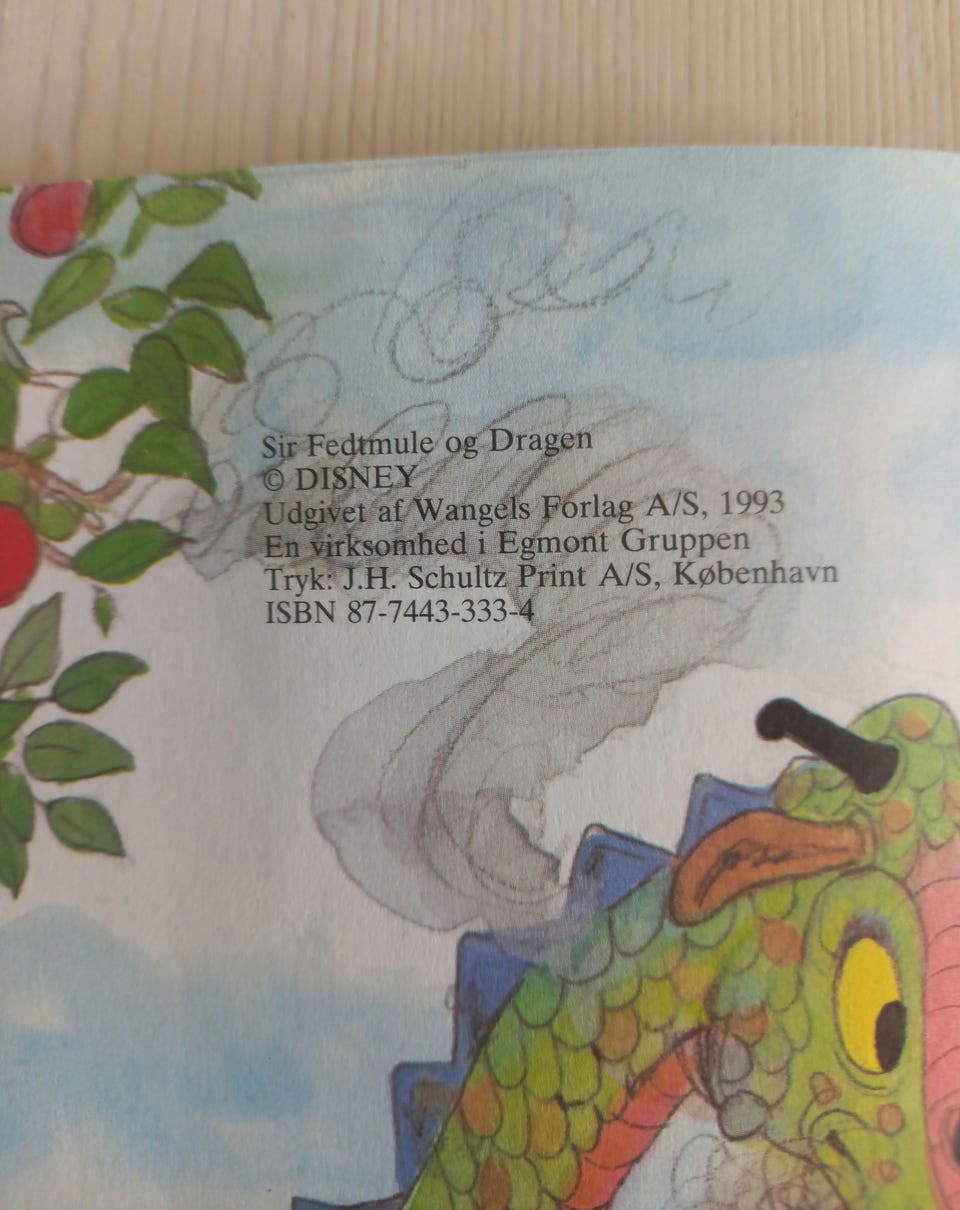 Sir Fedtmule og Dragen
© DISNEY
Udgivet af Wangels Forlag A/S, 1993
En virksomhed i Egmont Gruppen
Tryk: J.H. Schultz Print A/S, København
ISBN 87-7443-333-4